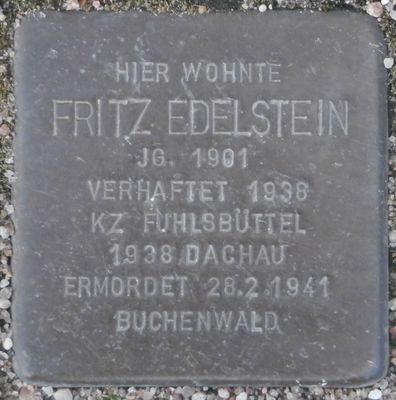 HIER WOHNTE
FRITZ EDELSTEIN
JG. 1901
VERHAFTET 1938
KZ FUHLSBÜTTEL
1938 DACHAU
ERMORDET 28.2.1941
BUCHENWALD